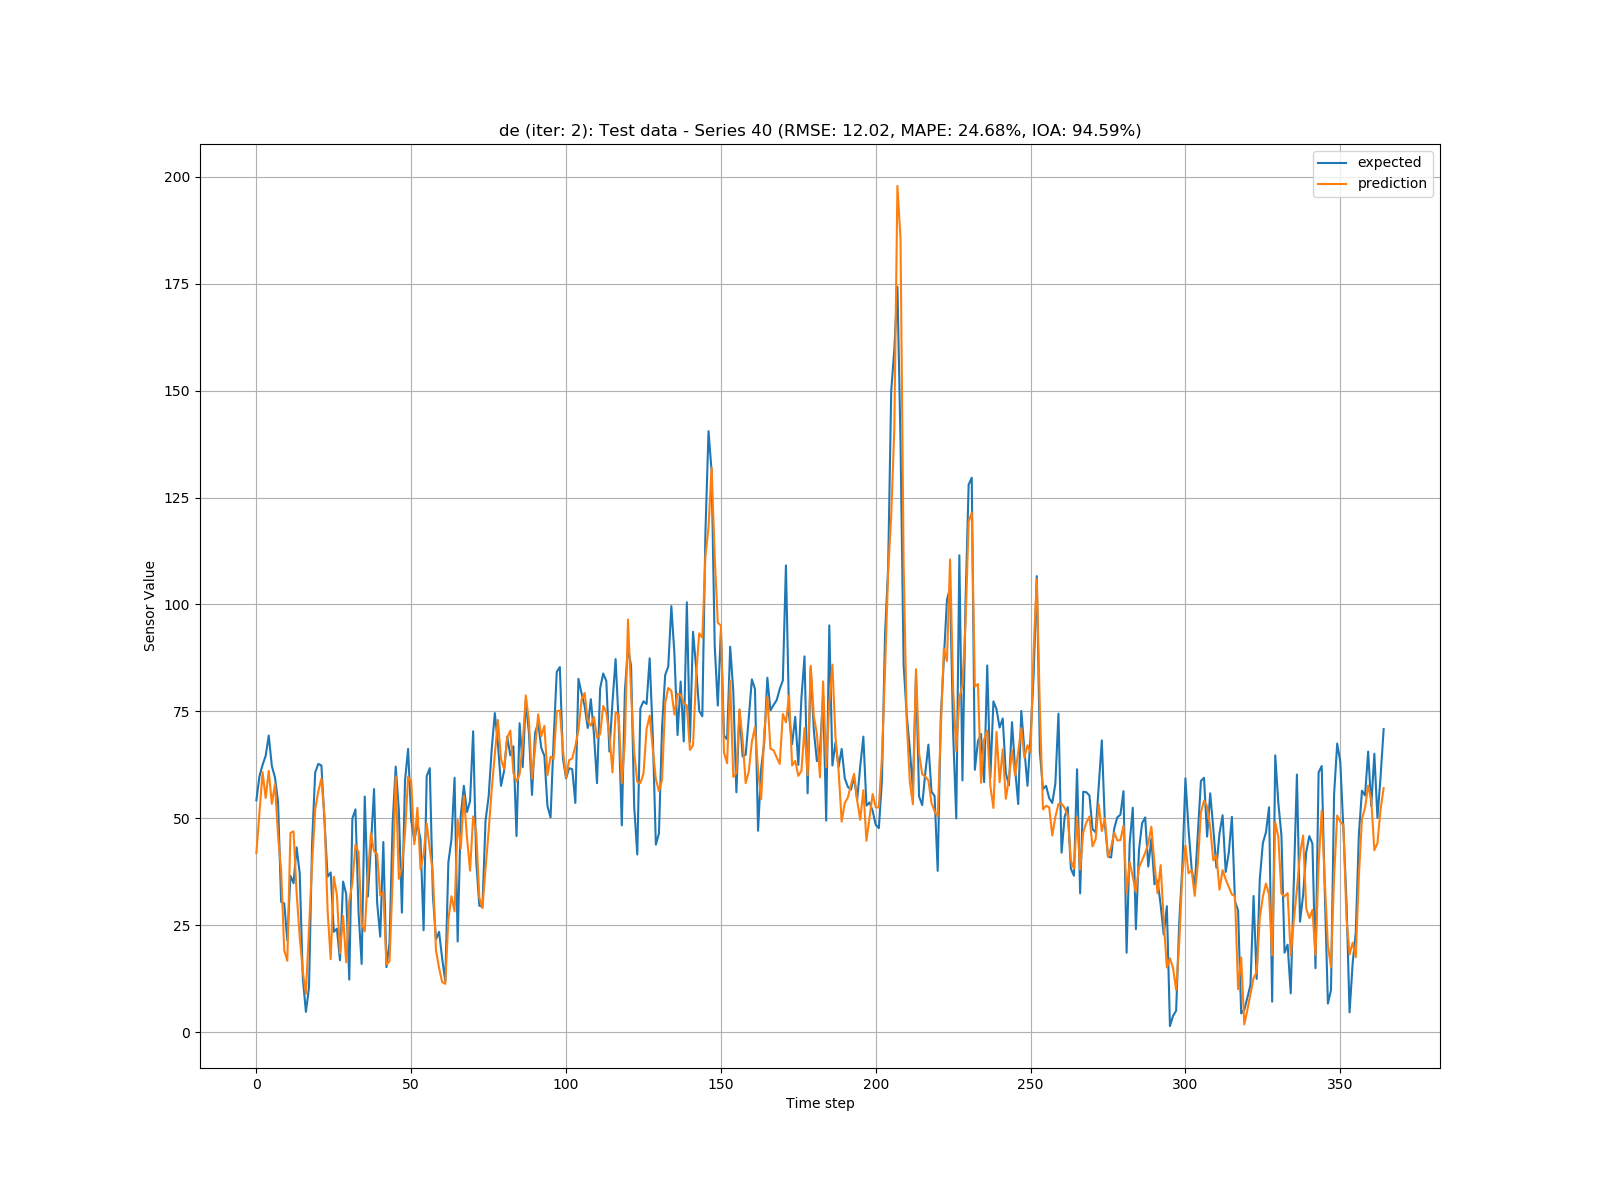 de (iter: 2): Test data - Series 40 (RMSE: 12.02, MAPE: 24.68%, IOA: 94.59%)
expected
prediction
200
175
150
125
100
75
50
25
0
Sensor Value
0 50 100 150 200 250 300 350
Time step